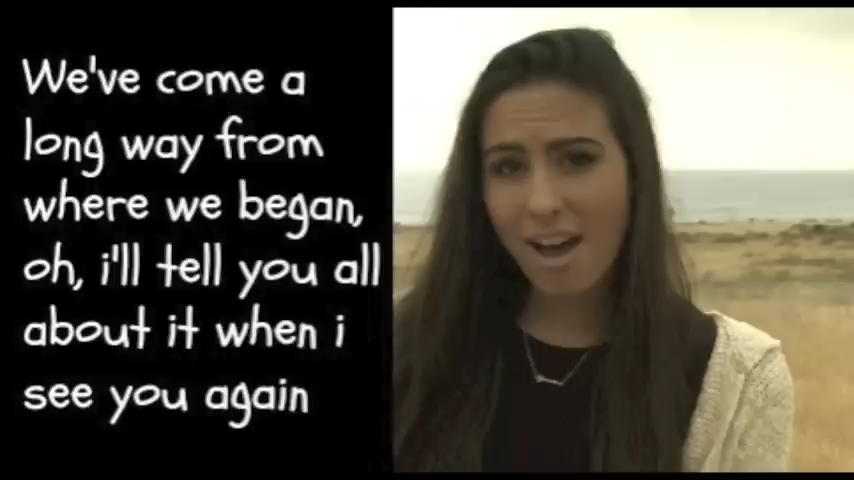 We've come a
long way from
where we began,
oh, i'll tell you all
about it when i
see you again